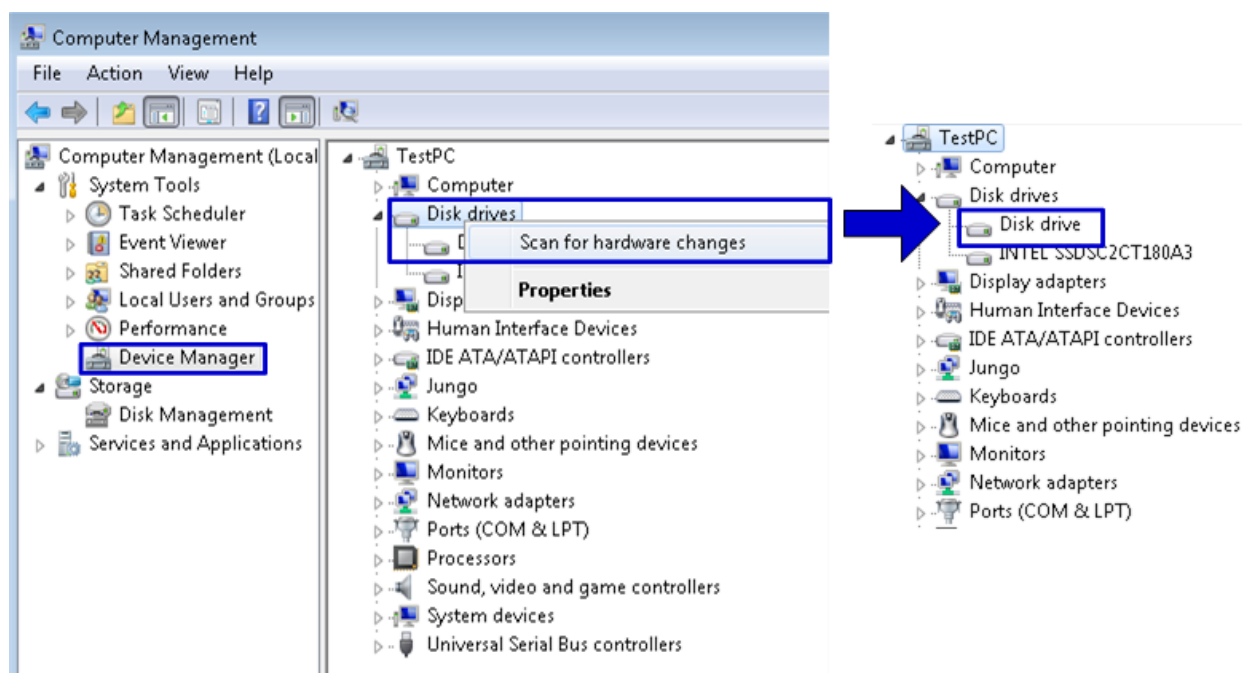 Computer Management
File Action View Help
Computer Management (Local
System Tools
Task Scheduler
Event Viewer
Shared Folders
Local Users and Groups
Performance
Device Manager
Storage
Disk Management
Services and Applications
TestPC
Computer
Disk drives
Scan for hardware changes
Properties
Disp
Human Interface Devices
IDE ATA/ATAPI controllers
Jungo
Keyboards
Mice and other pointing devices
Monitors
Network adapters
Ports (COM & LPT)
Processors
Sound, video and game controllers
System devices
Universal Serial Bus controllers
TestPC
Computer
Disk drives
Disk drive
INTEL SSDSC2CT180A3
Display adapters
Human Interface Devices
IDE ATA/ATAPI controllers
Jungo
Keyboards
Mice and other pointing devices
Monitors
Network adapters
Ports (COM & LPT)